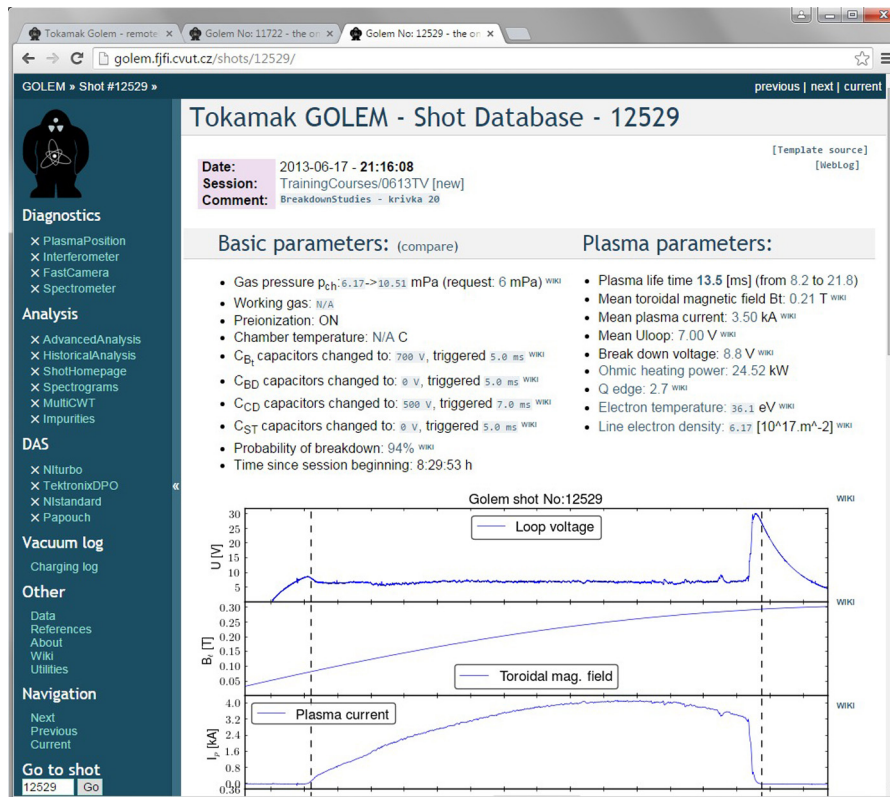 Tokamak Golem - remote
Golem No: 11722 - the on
Golem No: 12529 - the on
golem.fjfi.cvut.cz/shots/12529/
GOLEM » Shot #12529 »
previous | next | current
Tokamak GOLEM - Shot Database - 12529
[Template source]
[WebLog]
Date: 2013-06-17 - 21:16:08
Session: TrainingCourses/0613TV [new]
Comment: BreakdownStudies - krivka 20
Diagnostics
× PlasmaPosition
× Interferometer
× FastCamera
× Spectrometer
Analysis
× AdvancedAnalysis
× HistoricalAnalysis
× ShotHomepage
× Spectrograms
× MultiCWT
× Impurities
DAS
× NIturbo
× TektronixDPO
× NIstandard
× Papouch
«
Vacuum log
Charging log
Other
Data
References
About
Wiki
Utilities
Navigation
Next
Previous
Current
Go to shot
12529 Go
Basic parameters: (compare)
• Gas pressure pch: 6.17->10.51 mPa (request: 6 mPa) WIKI
• Working gas: N/A
• Preionization: ON
• Chamber temperature: N/A C
• CBt capacitors changed to: 700 V, triggered 5.0 ms WIKI
• CBD capacitors changed to: 0 V, triggered 5.0 ms WIKI
• CCD capacitors changed to: 500 V, triggered 7.0 ms WIKI
• CST capacitors changed to: 0 V, triggered 5.0 ms WIKI
• Probability of breakdown: 94% WIKI
• Time since session beginning: 8:29:53 h
Plasma parameters:
• Plasma life time 13.5 [ms] (from 8.2 to 21.8)
• Mean toroidal magnetic field Bt: 0.21 T WIKI
• Mean plasma current: 3.50 kA WIKI
• Mean Uloop: 7.00 V WIKI
• Break down voltage: 8.8 V WIKI
• Ohmic heating power: 24.52 kW
• Q edge: 2.7 WIKI
• Electron temperature: 36.1 eV WIKI
• Line electron density: 6.17 [10^17.m^-2] WIKI
Golem shot No:12529
WIKI
Loop voltage
U [V]
30
25
20
15
10
5
WIKI
Toroidal mag. field
Bt [T]
0.30
0.25
0.20
0.15
0.10
0.05
WIKI
Plasma current
Ip [kA]
4.0
3.2
2.4
1.6
0.8
0.0
0.30